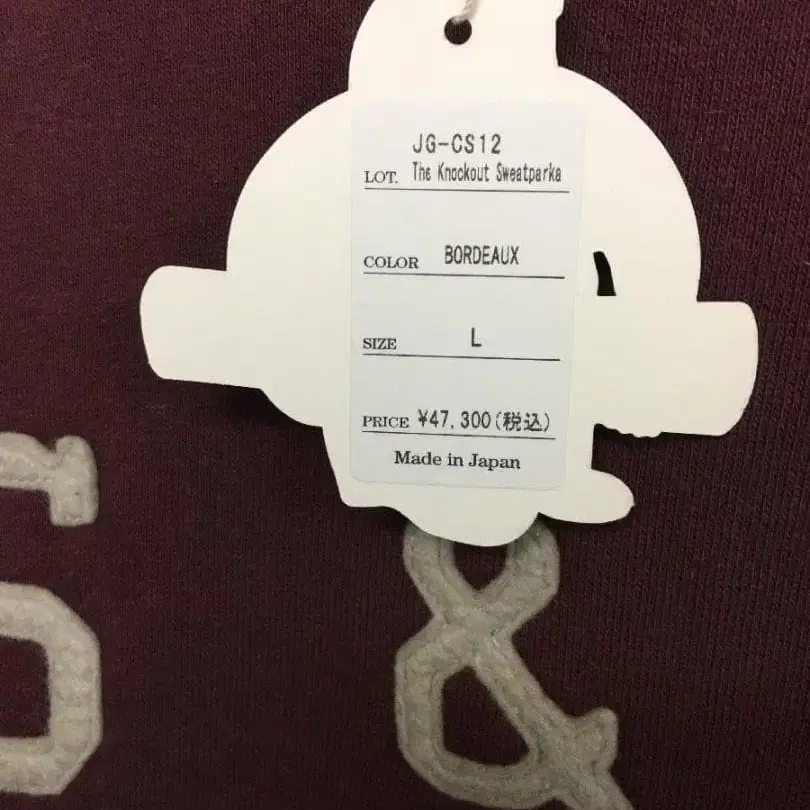 JG-CS12
LOT. The Knockout Sweatparka
COLOR BORDEAUX
SIZE L
PRICE ¥47,300(税込)
Made in Japan
&